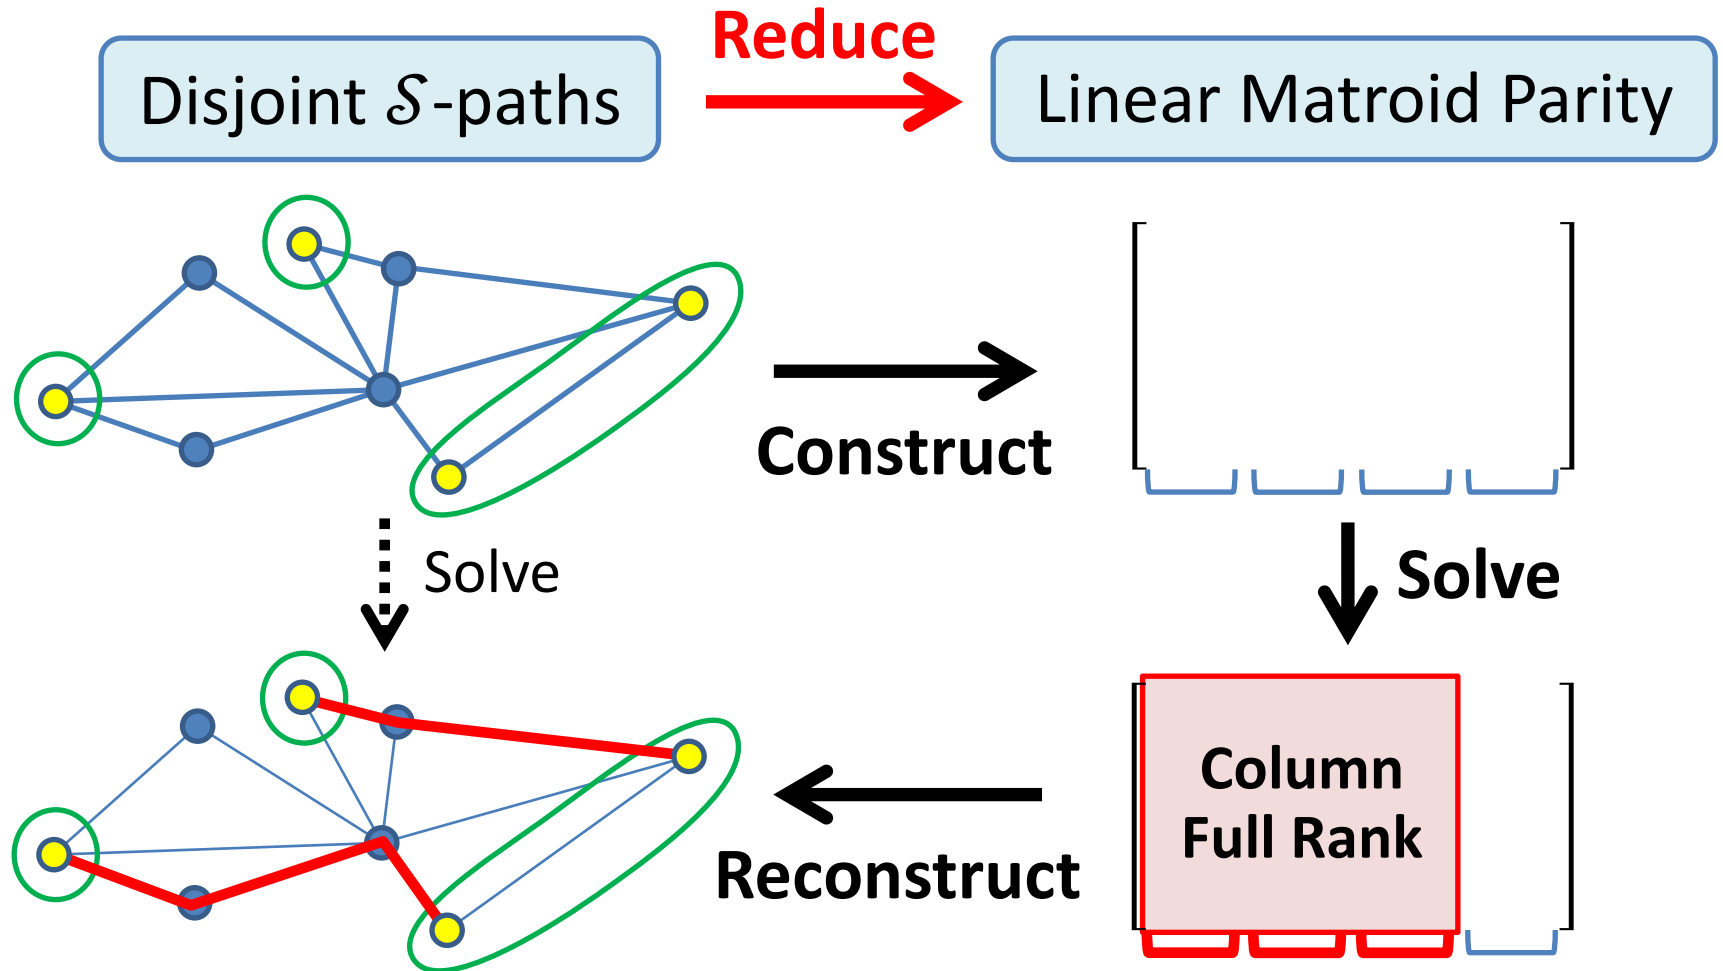 Reduce
Disjoint 𝒮-paths
Linear Matroid Parity
Construct
Solve
Solve
Column
Full Rank
Reconstruct